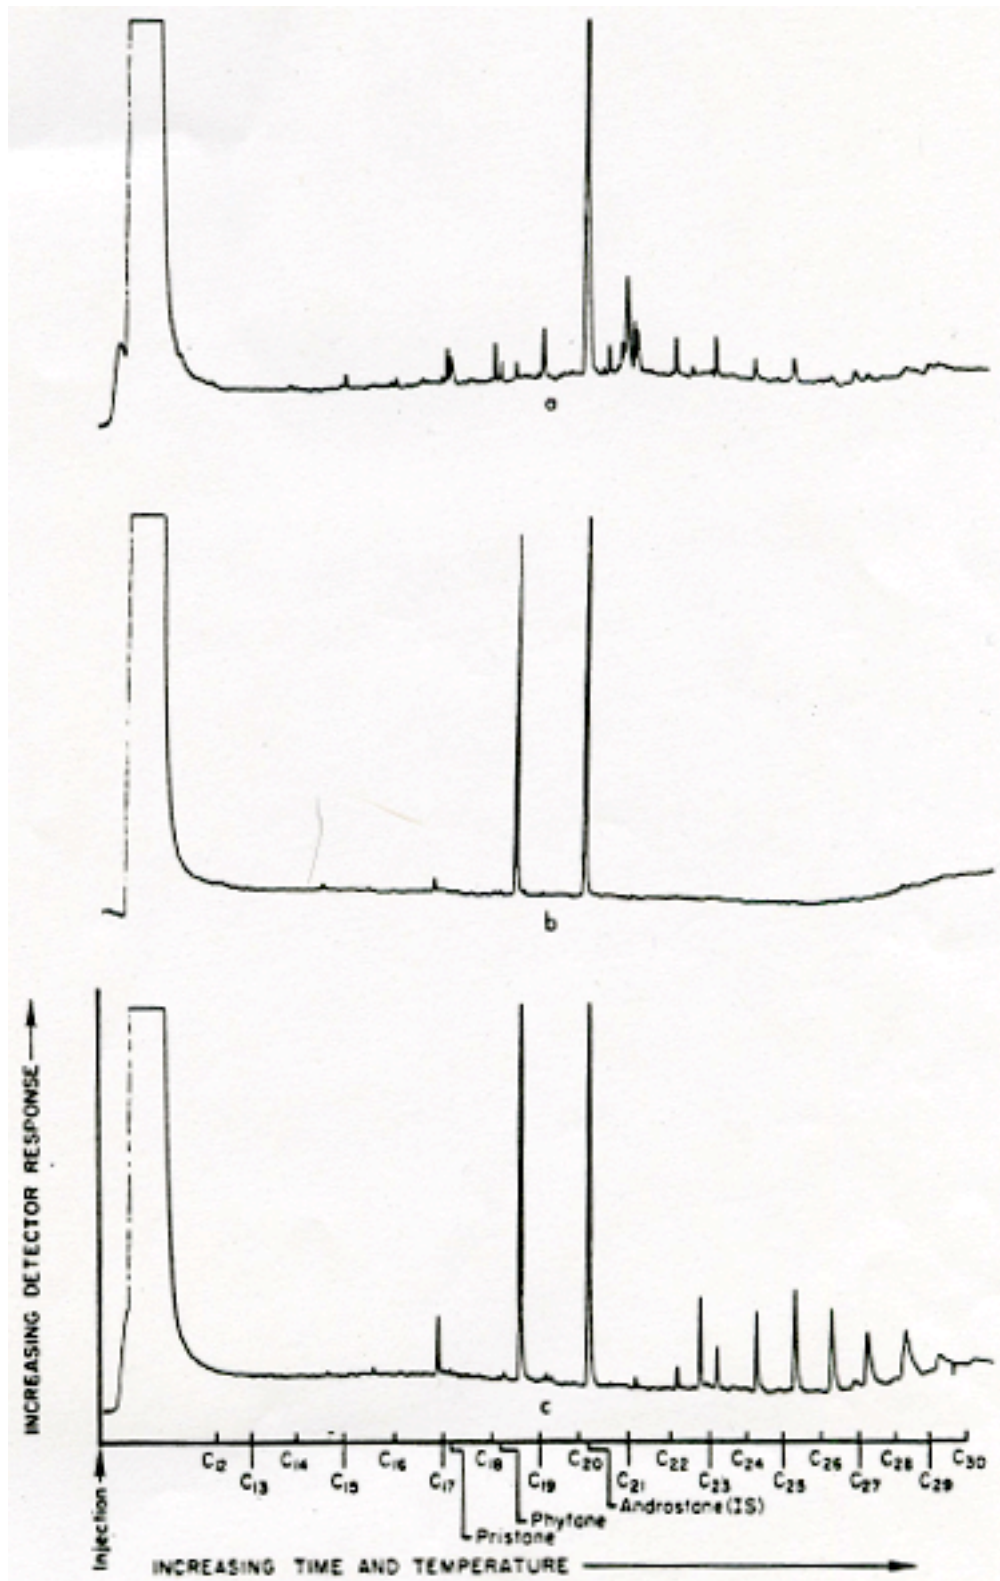 a
b
c
INCREASING DETECTOR RESPONSE
C12 C14 C16 C18 C20 C22 C24 C26 C28 C30
C13 C15 C17 C19 C21 C23 C25 C27 C29
Androstane (IS)
Phytane
Pristane
Injection
INCREASING TIME AND TEMPERATURE